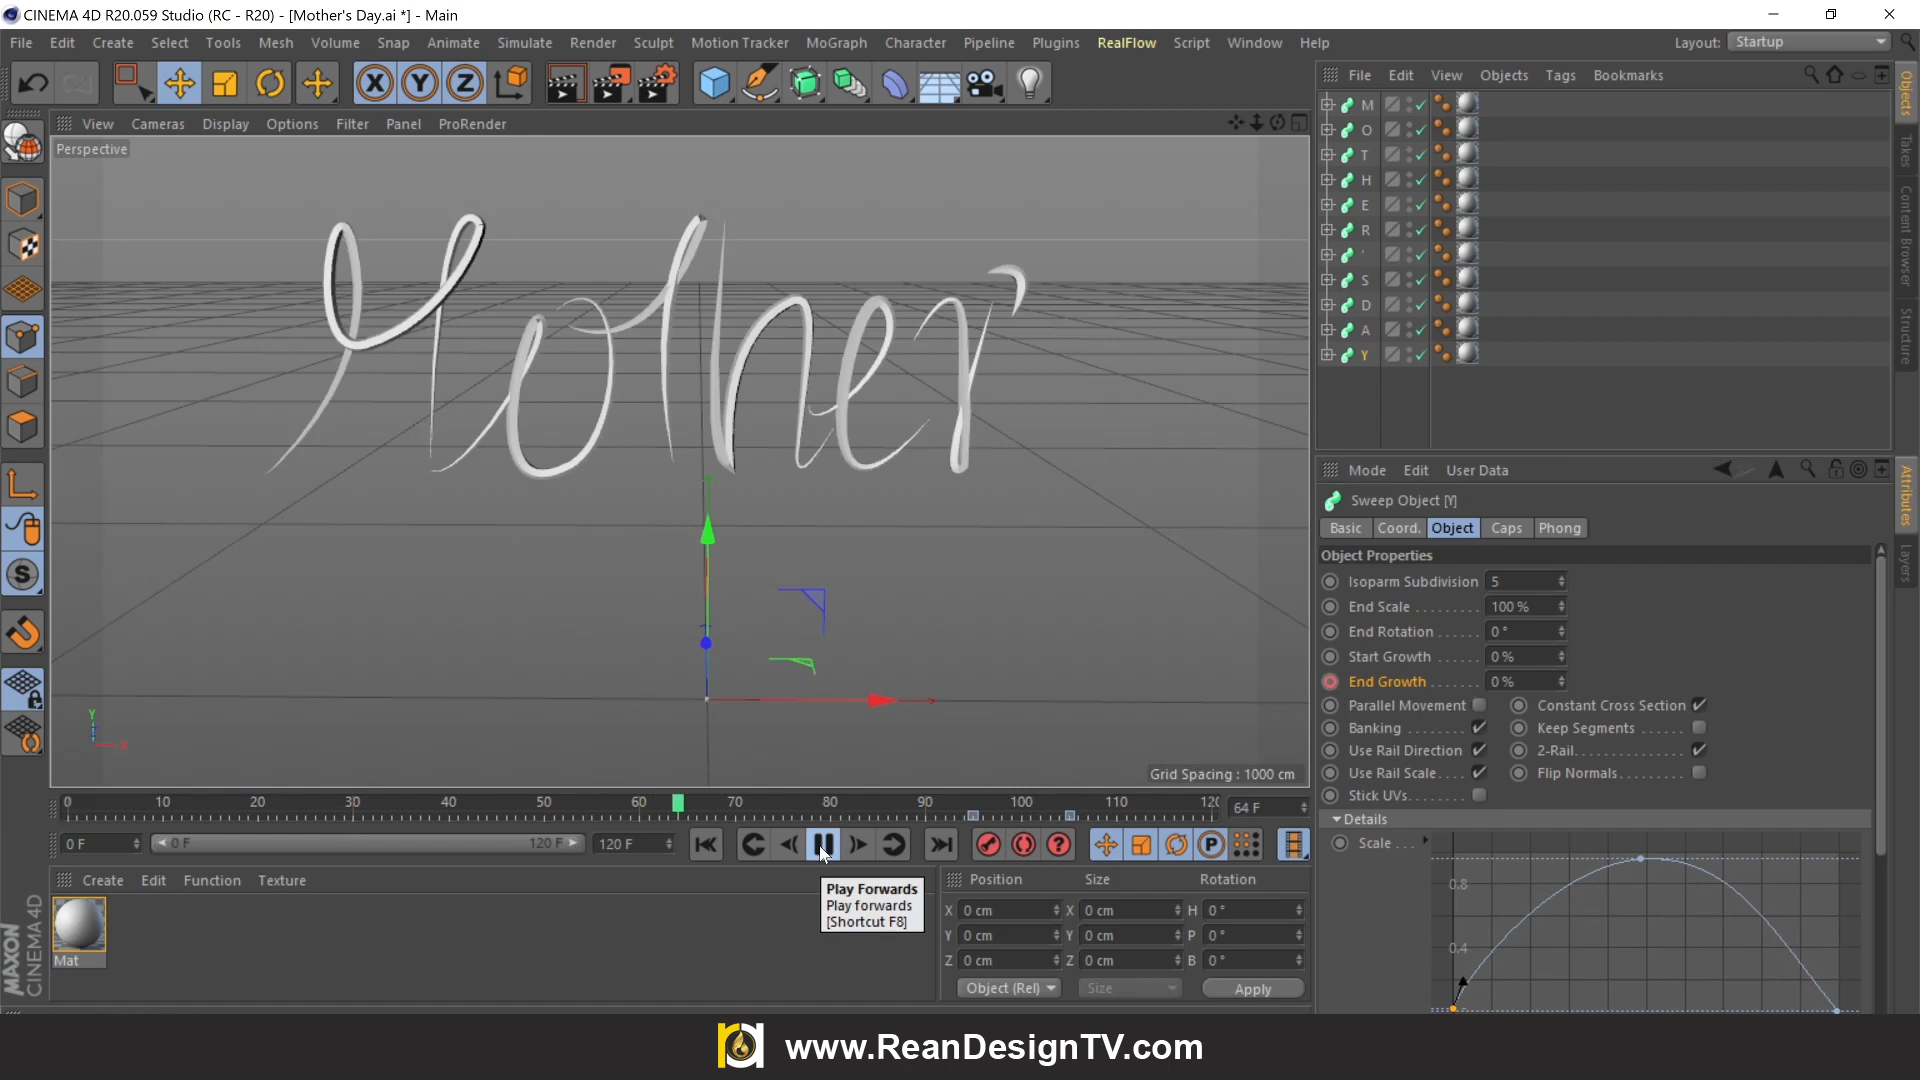 CINEMA 4D R20.059 Studio (RC - R20) - [Mother's Day.ai *] - Main
File Edit Create Select Tools Mesh Volume Snap Animate Simulate Render Sculpt Motion Tracker MoGraph Character Pipeline Plugins RealFlow Script Window Help Layout: Startup
X Y Z
File Edit View Objects Tags Bookmarks
View Cameras Display Options Filter Panel ProRender
Perspective
Mother'
Y
X
Grid Spacing : 1000 cm
M
O
T
H
E
R
'
S
D
A
Y
Objects
Takes
Content Browser
Structure
Mode Edit User Data
Sweep Object [Y]
Basic Coord. Object Caps Phong
Object Properties
Isoparm Subdivision 5
End Scale ........ 100 %
End Rotation ...... 0 °
Start Growth ...... 0 %
End Growth ....... 0 %
Parallel Movement Constant Cross Section
Banking ......... Keep Segments ......
Use Rail Direction 2-Rail..............
Use Rail Scale.... Flip Normals.........
Stick UVs.......
Details
Scale ...
0.8
0.4
Attributes
Layers
0 10 20 30 40 50 60 70 80 90 100 110 120 64 F
0 F 0 F 120 F 120 F
P
S
Create Edit Function Texture
Mat
Play Forwards
Play forwards
[Shortcut F8]
Position Size Rotation
X 0 cm X 0 cm H 0 °
Y 0 cm Y 0 cm P 0 °
Z 0 cm Z 0 cm B 0 °
Object (Rel) Size Apply
MAXON
CINEMA 4D
www.ReanDesignTV.com